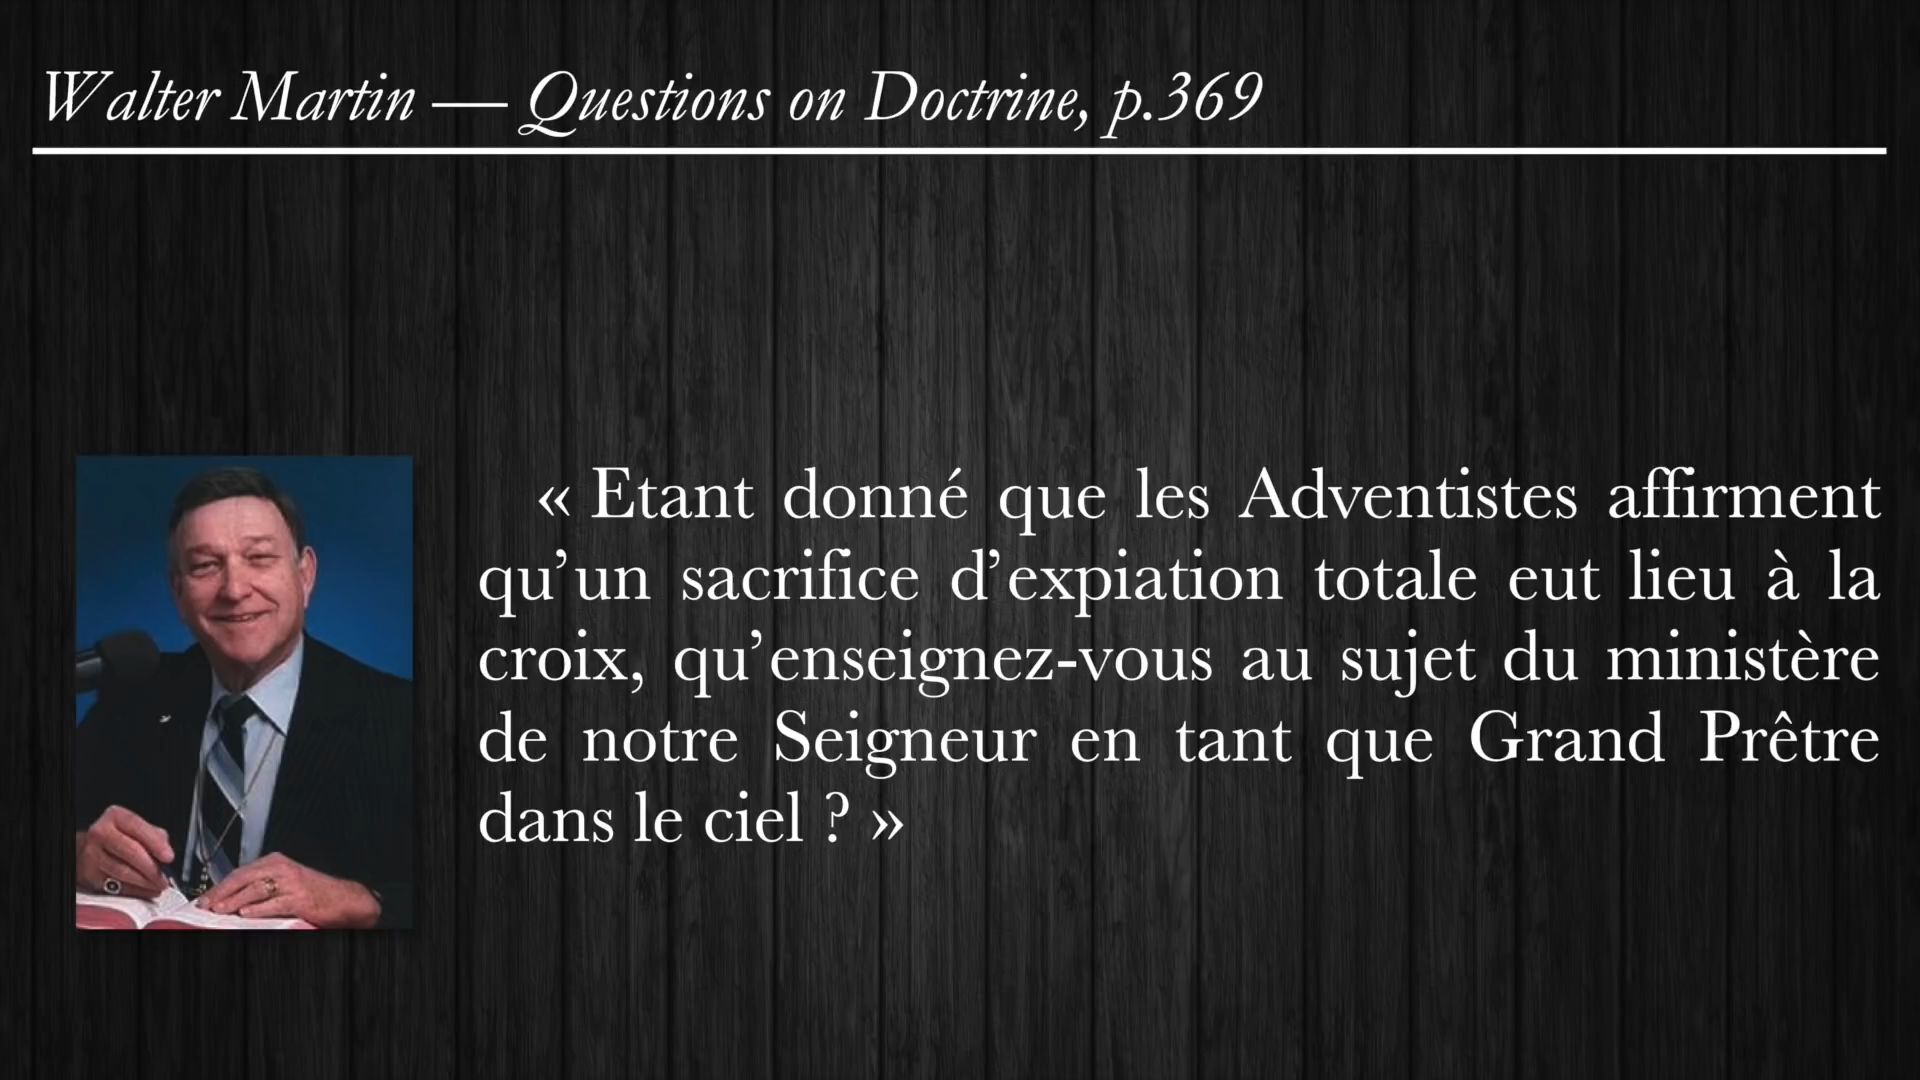 Walter Martin — Questions on Doctrine, p.369
« Etant donné que les Adventistes affirment
qu’un sacrifice d’expiation totale eut lieu à la
croix, qu’enseignez-vous au sujet du ministère
de notre Seigneur en tant que Grand Prêtre
dans le ciel ? »